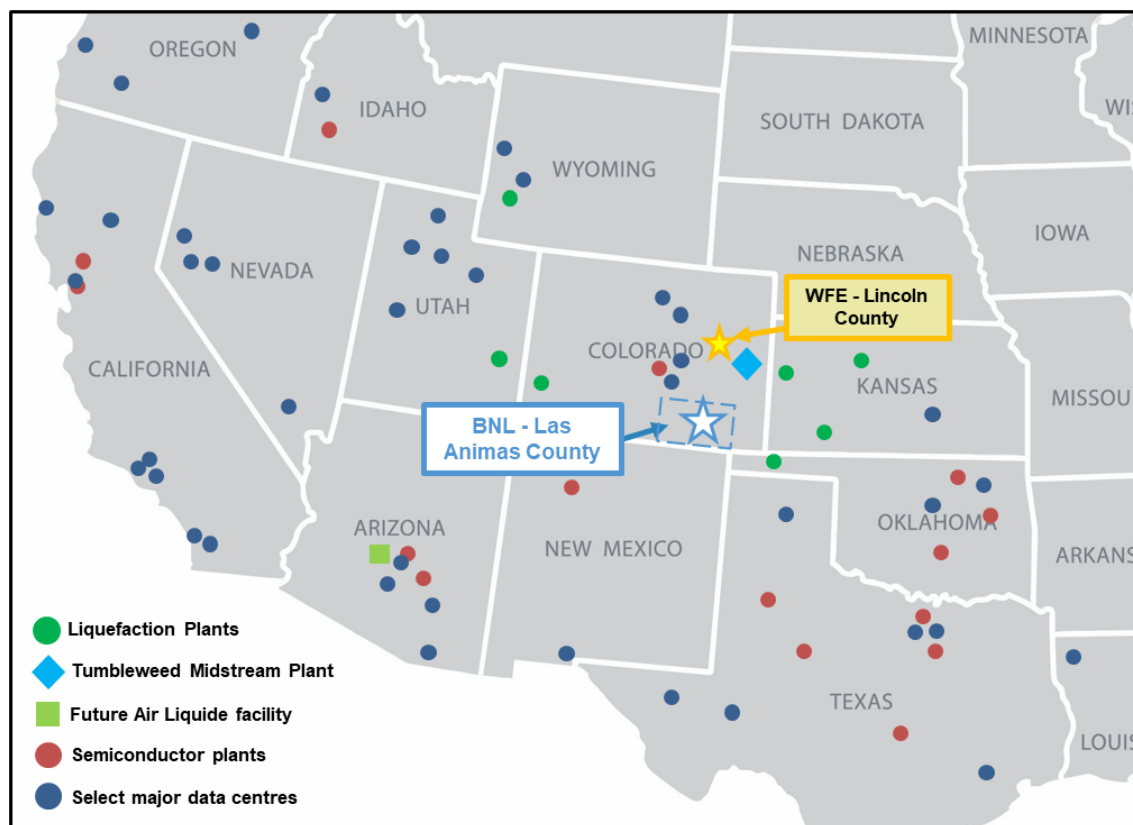 OREGON
IDAHO
WYOMING
SOUTH DAKOTA
MINNESOTA
WIS
IOWA
NEBRASKA
NEVADA
UTAH
COLORADO
WFE - Lincoln
County
CALIFORNIA
KANSAS
MISSOU
BNL - Las
Animas County
ARIZONA
NEW MEXICO
OKLAHOMA
ARKANS
TEXAS
LOUIS
Liquefaction Plants
Tumbleweed Midstream Plant
Future Air Liquide facility
Semiconductor plants
Select major data centres